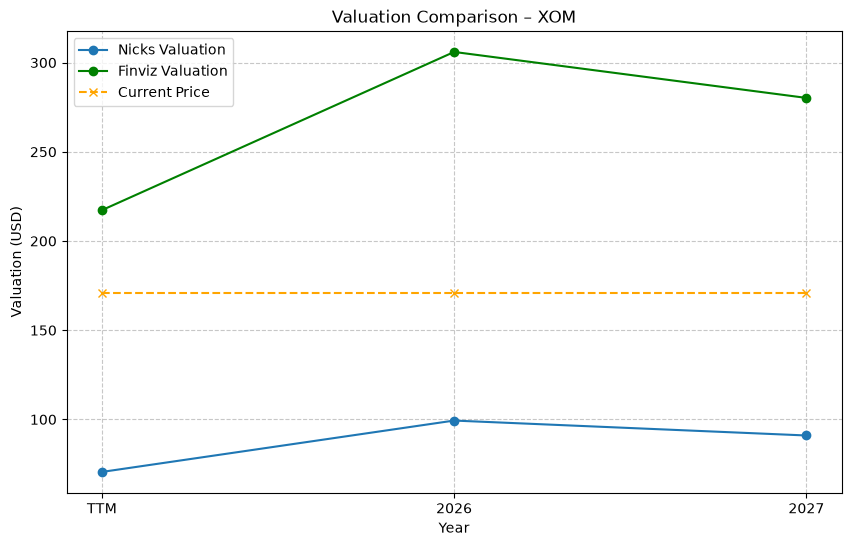 Valuation Comparison – XOM
Nicks Valuation
Finviz Valuation
Current Price
300
250
200
150
100
Valuation (USD)
TTM 2026 2027
Year